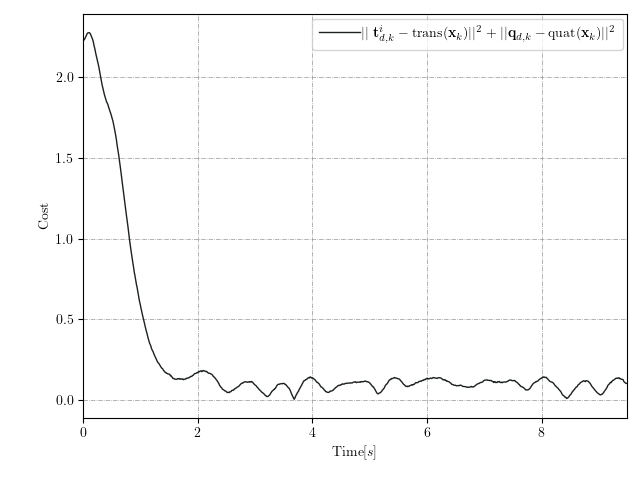 || t^i_{d,k} − trans(x_k)||^2 + ||q_{d,k} − quat(x_k)||^2
2.0
1.5
1.0
0.5
0.0
Cost
0 2 4 6 8
Time[s]